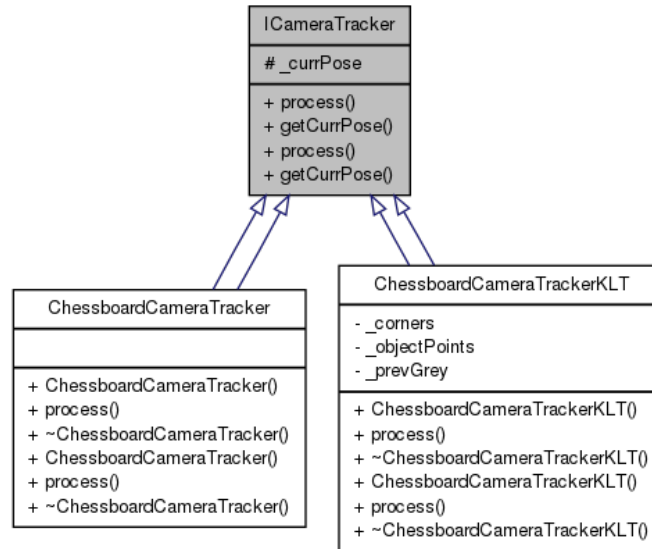 ICameraTracker
# _currPose
+ process()
+ getCurrPose()
+ process()
+ getCurrPose()
ChessboardCameraTracker
+ ChessboardCameraTracker()
+ process()
+ ~ChessboardCameraTracker()
+ ChessboardCameraTracker()
+ process()
+ ~ChessboardCameraTracker()
ChessboardCameraTrackerKLT
- _corners
- _objectPoints
- _prevGrey
+ ChessboardCameraTrackerKLT()
+ process()
+ ~ChessboardCameraTrackerKLT()
+ ChessboardCameraTrackerKLT()
+ process()
+ ~ChessboardCameraTrackerKLT()